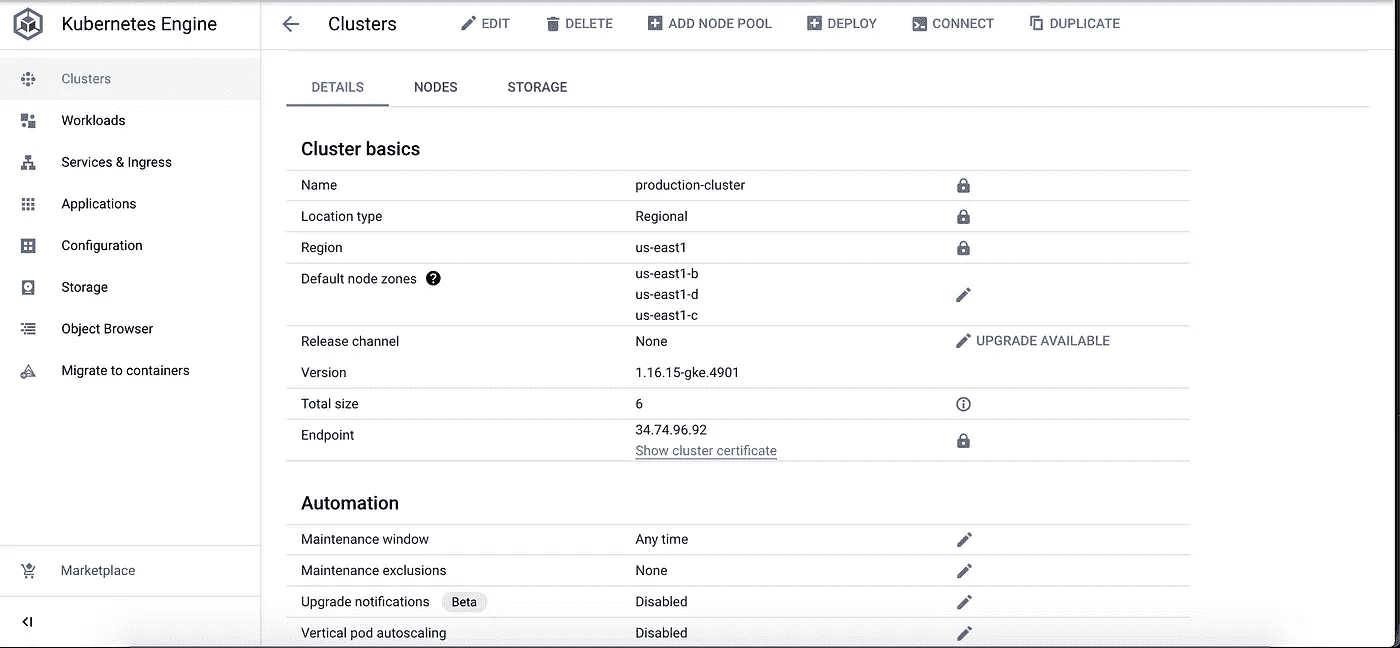 Kubernetes Engine
Clusters
EDIT
DELETE
ADD NODE POOL
DEPLOY
CONNECT
DUPLICATE
Clusters
Workloads
Services & Ingress
Applications
Configuration
Storage
Object Browser
Migrate to containers
Marketplace
DETAILS
NODES
STORAGE
Cluster basics
Name production-cluster
Location type Regional
Region us-east1
Default node zones ? us-east1-b
us-east1-d
us-east1-c
Release channel None UPGRADE AVAILABLE
Version 1.16.15-gke.4901
Total size 6
Endpoint 34.74.96.92
Show cluster certificate
Automation
Maintenance window Any time
Maintenance exclusions None
Upgrade notifications Beta Disabled
Vertical pod autoscaling Disabled